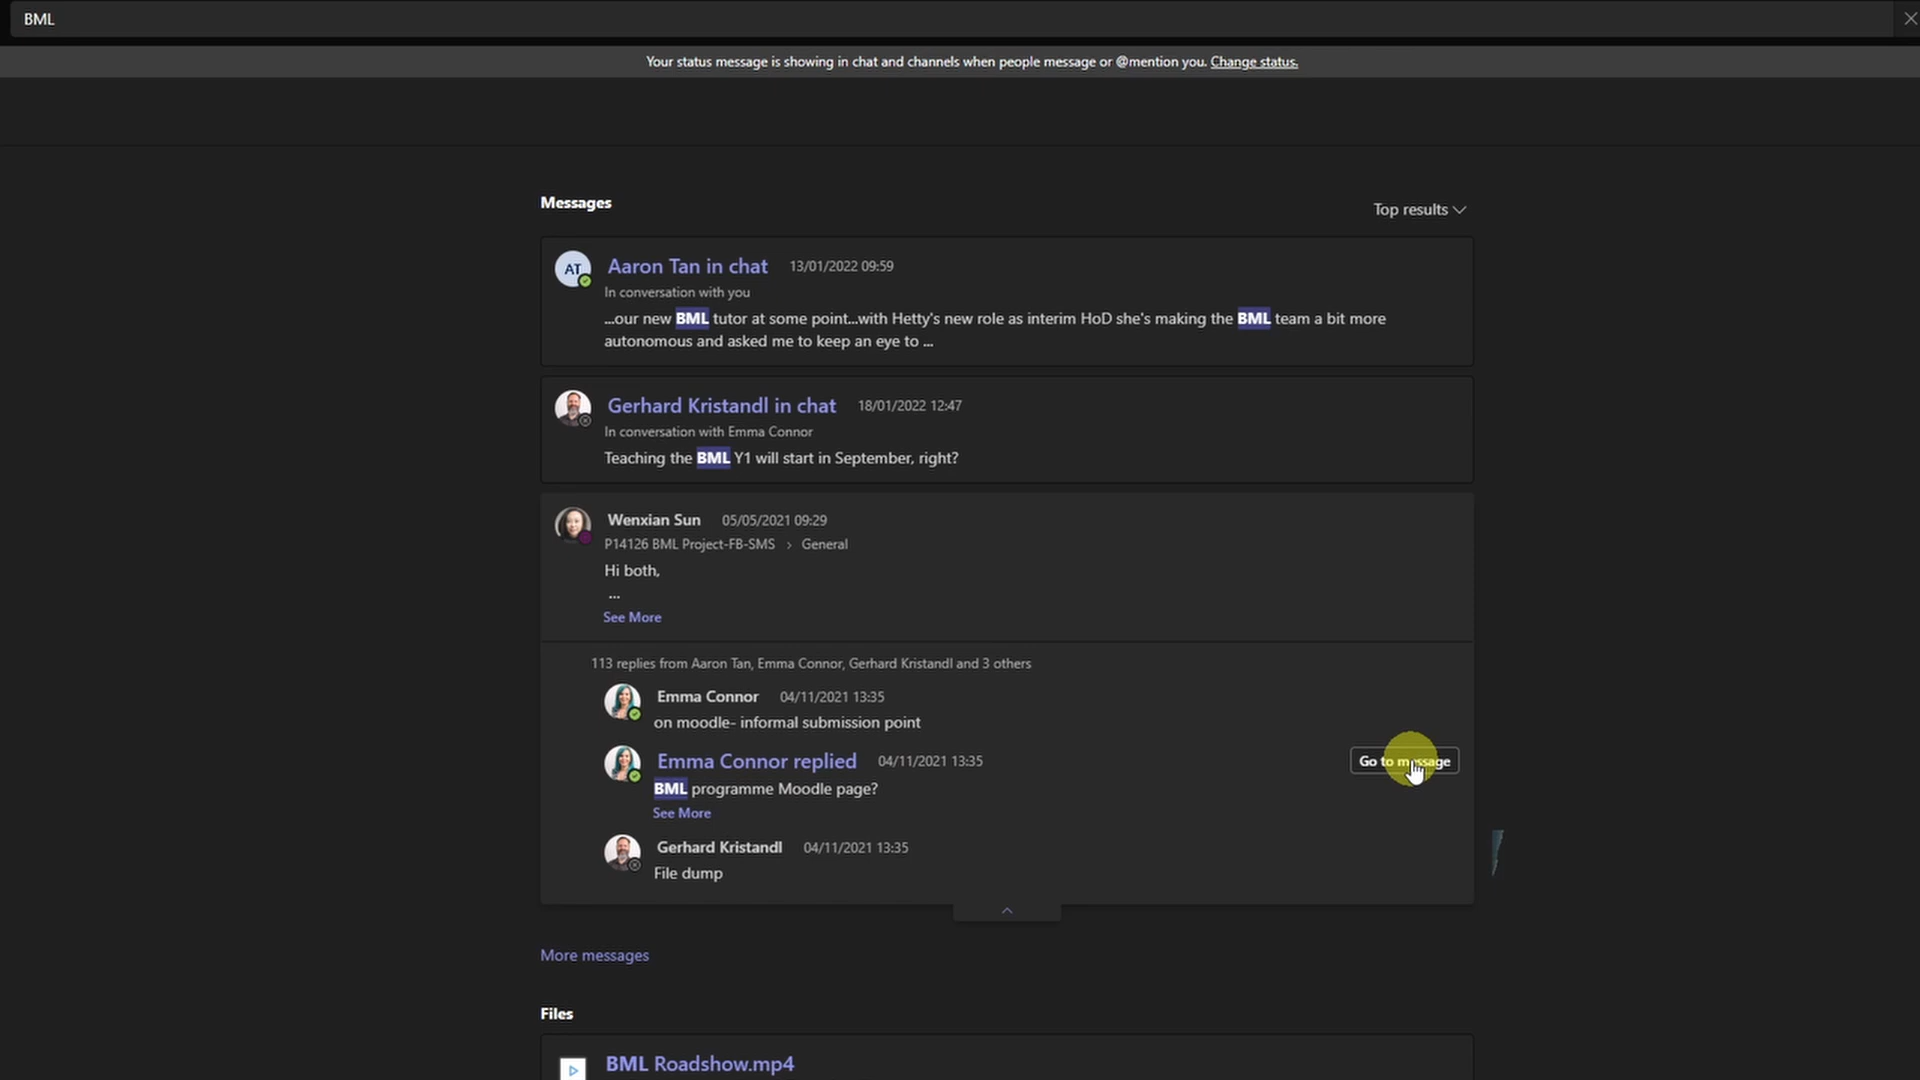 BML
Your status message is showing in chat and channels when people message or @mention you. Change status.
Messages
Top results
AT
Aaron Tan in chat 13/01/2022 09:59
In conversation with you
...our new BML tutor at some point...with Hetty's new role as interim HoD she's making the BML team a bit more
autonomous and asked me to keep an eye to ...
Gerhard Kristandl in chat 18/01/2022 12:47
In conversation with Emma Connor
Teaching the BML Y1 will start in September, right?
Wenxian Sun 05/05/2021 09:29
P14126 BML Project-FB-SMS > General
Hi both,
...
See More
113 replies from Aaron Tan, Emma Connor, Gerhard Kristandl and 3 others
Emma Connor 04/11/2021 13:35
on moodle- informal submission point
Emma Connor replied 04/11/2021 13:35
Go to message
BML programme Moodle page?
See More
Gerhard Kristandl 04/11/2021 13:35
File dump
More messages
Files
BML Roadshow.mp4